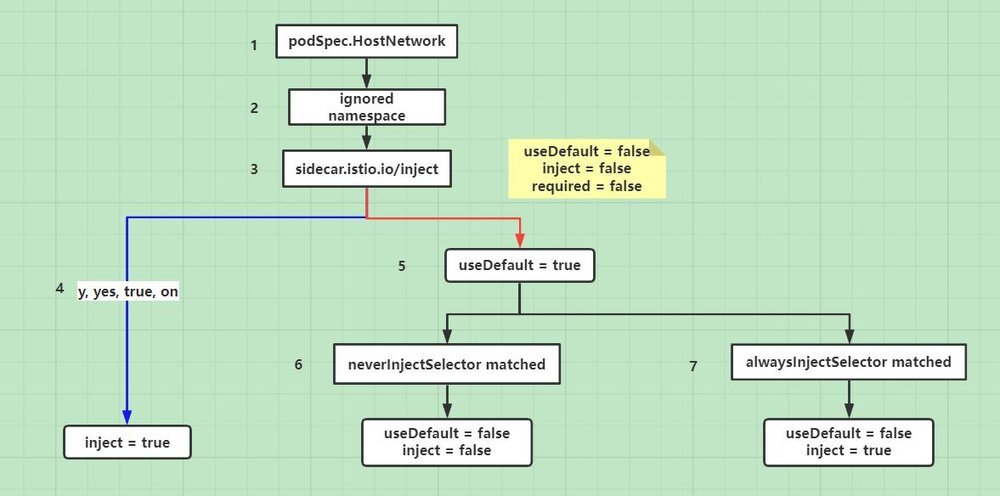 1
podSpec.HostNetwork
2
ignored
namespace
3
sidecar.istio.io/inject
useDefault = false
inject = false
required = false
4
y, yes, true, on
5
useDefault = true
6
neverInjectSelector matched
7
alwaysInjectSelector matched
inject = true
useDefault = false
inject = false
useDefault = false
inject = true